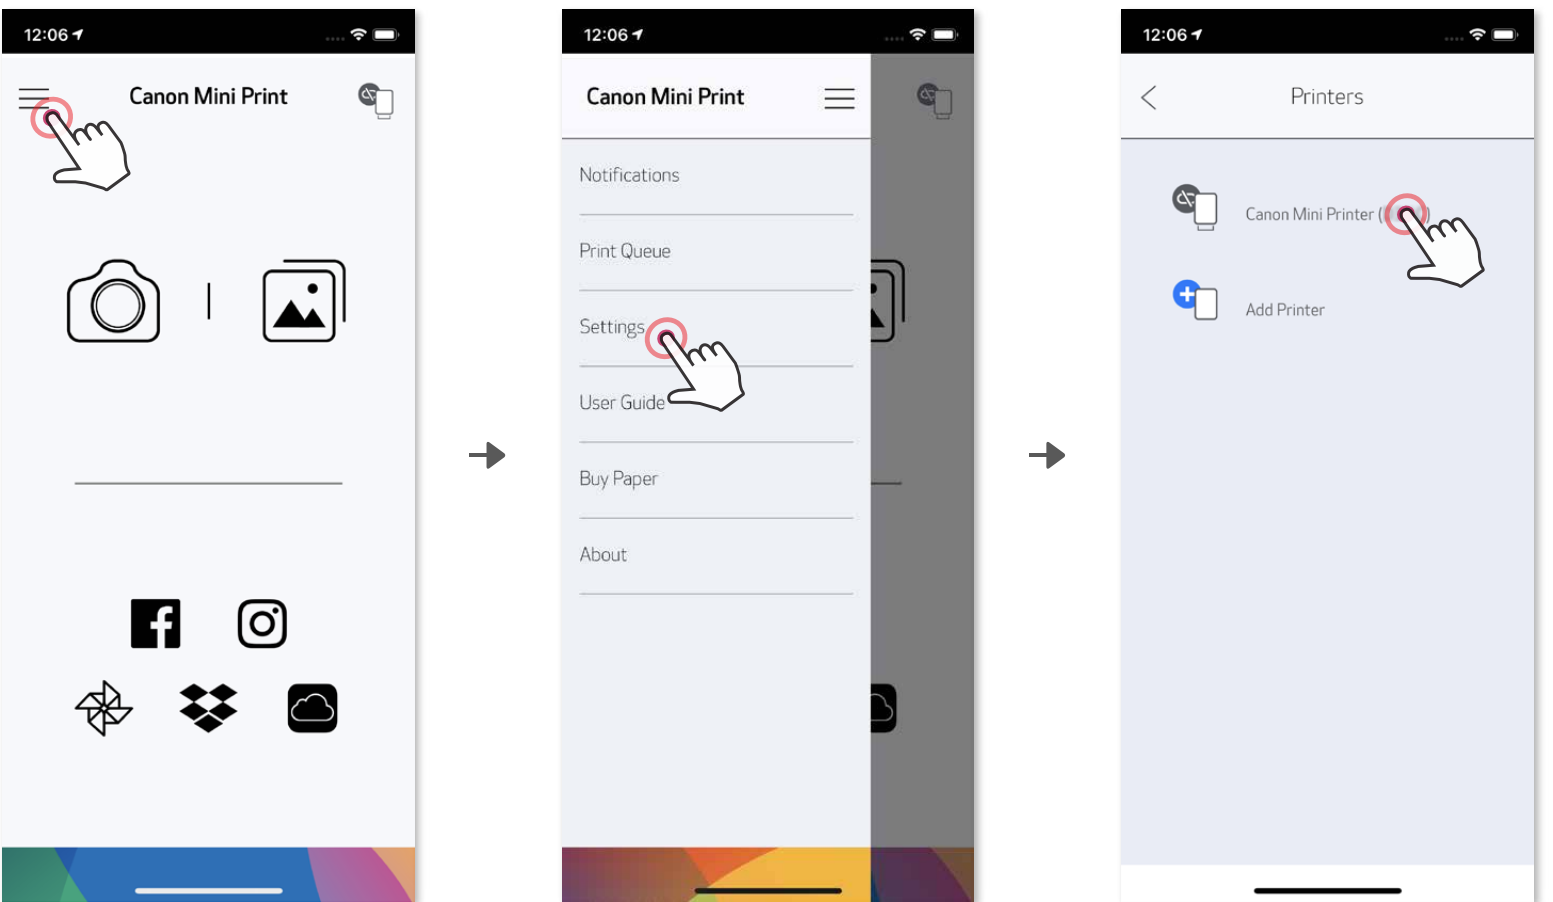 12:06
Canon Mini Print
12:06
Canon Mini Print
Notifications
Print Queue
Settings
User Guide
Buy Paper
About
12:06
Printers
Canon Mini Printer ( )
Add Printer